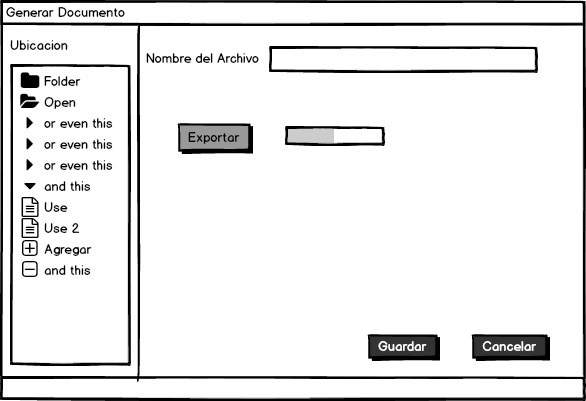 Generar Documento
Ubicacion
Nombre del Archivo
Folder
Open
or even this
or even this
or even this
and this
Use
Use 2
Agregar
and this
Exportar
Guardar
Cancelar